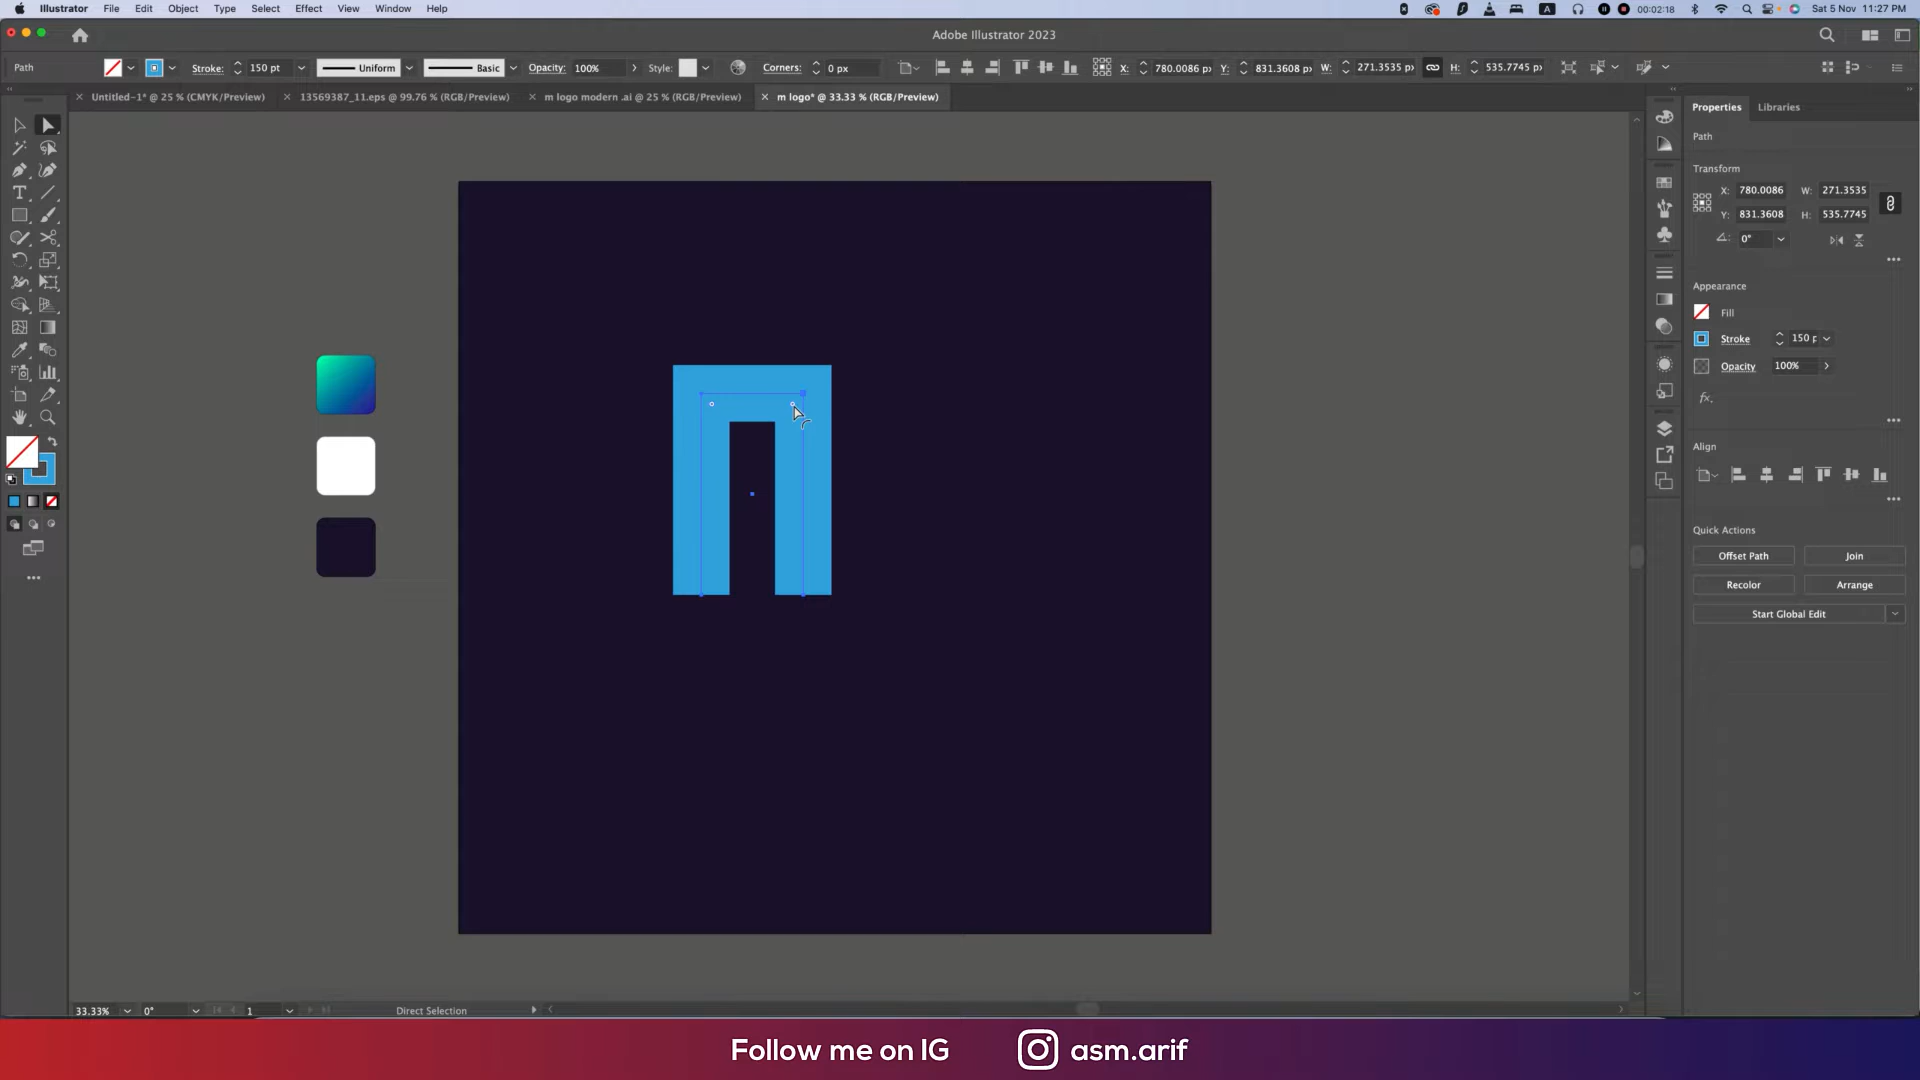 Illustrator File Edit Object Type Select Effect View Window Help 00:02:18 Sat 5 Nov 11:27 PM
Adobe Illustrator 2023
Path Stroke: 150 pt Uniform Basic Opacity: 100% Style: Corners: 0 px X: 780.0086 p Y: 831.3608 p W: 271.3535 p H: 535.7745 p
Untitled-1* @ 25 % (CMYK/Preview) 13569387_11.eps @ 99.76 % (RGB/Preview) m logo modern .ai @ 25 % (RGB/Preview) m logo* @ 33.33 % (RGB/Preview)
Properties Libraries
Path
Transform
X: 780.0086 W: 271.3535
Y: 831.3608 H: 535.7745
0°
Appearance
Fill
Stroke 150 p
Opacity 100%
fx.
Align
Quick Actions
Offset Path Join
Recolor Arrange
Start Global Edit
33.33% 0° 1 Direct Selection
Follow me on IG asm.arif